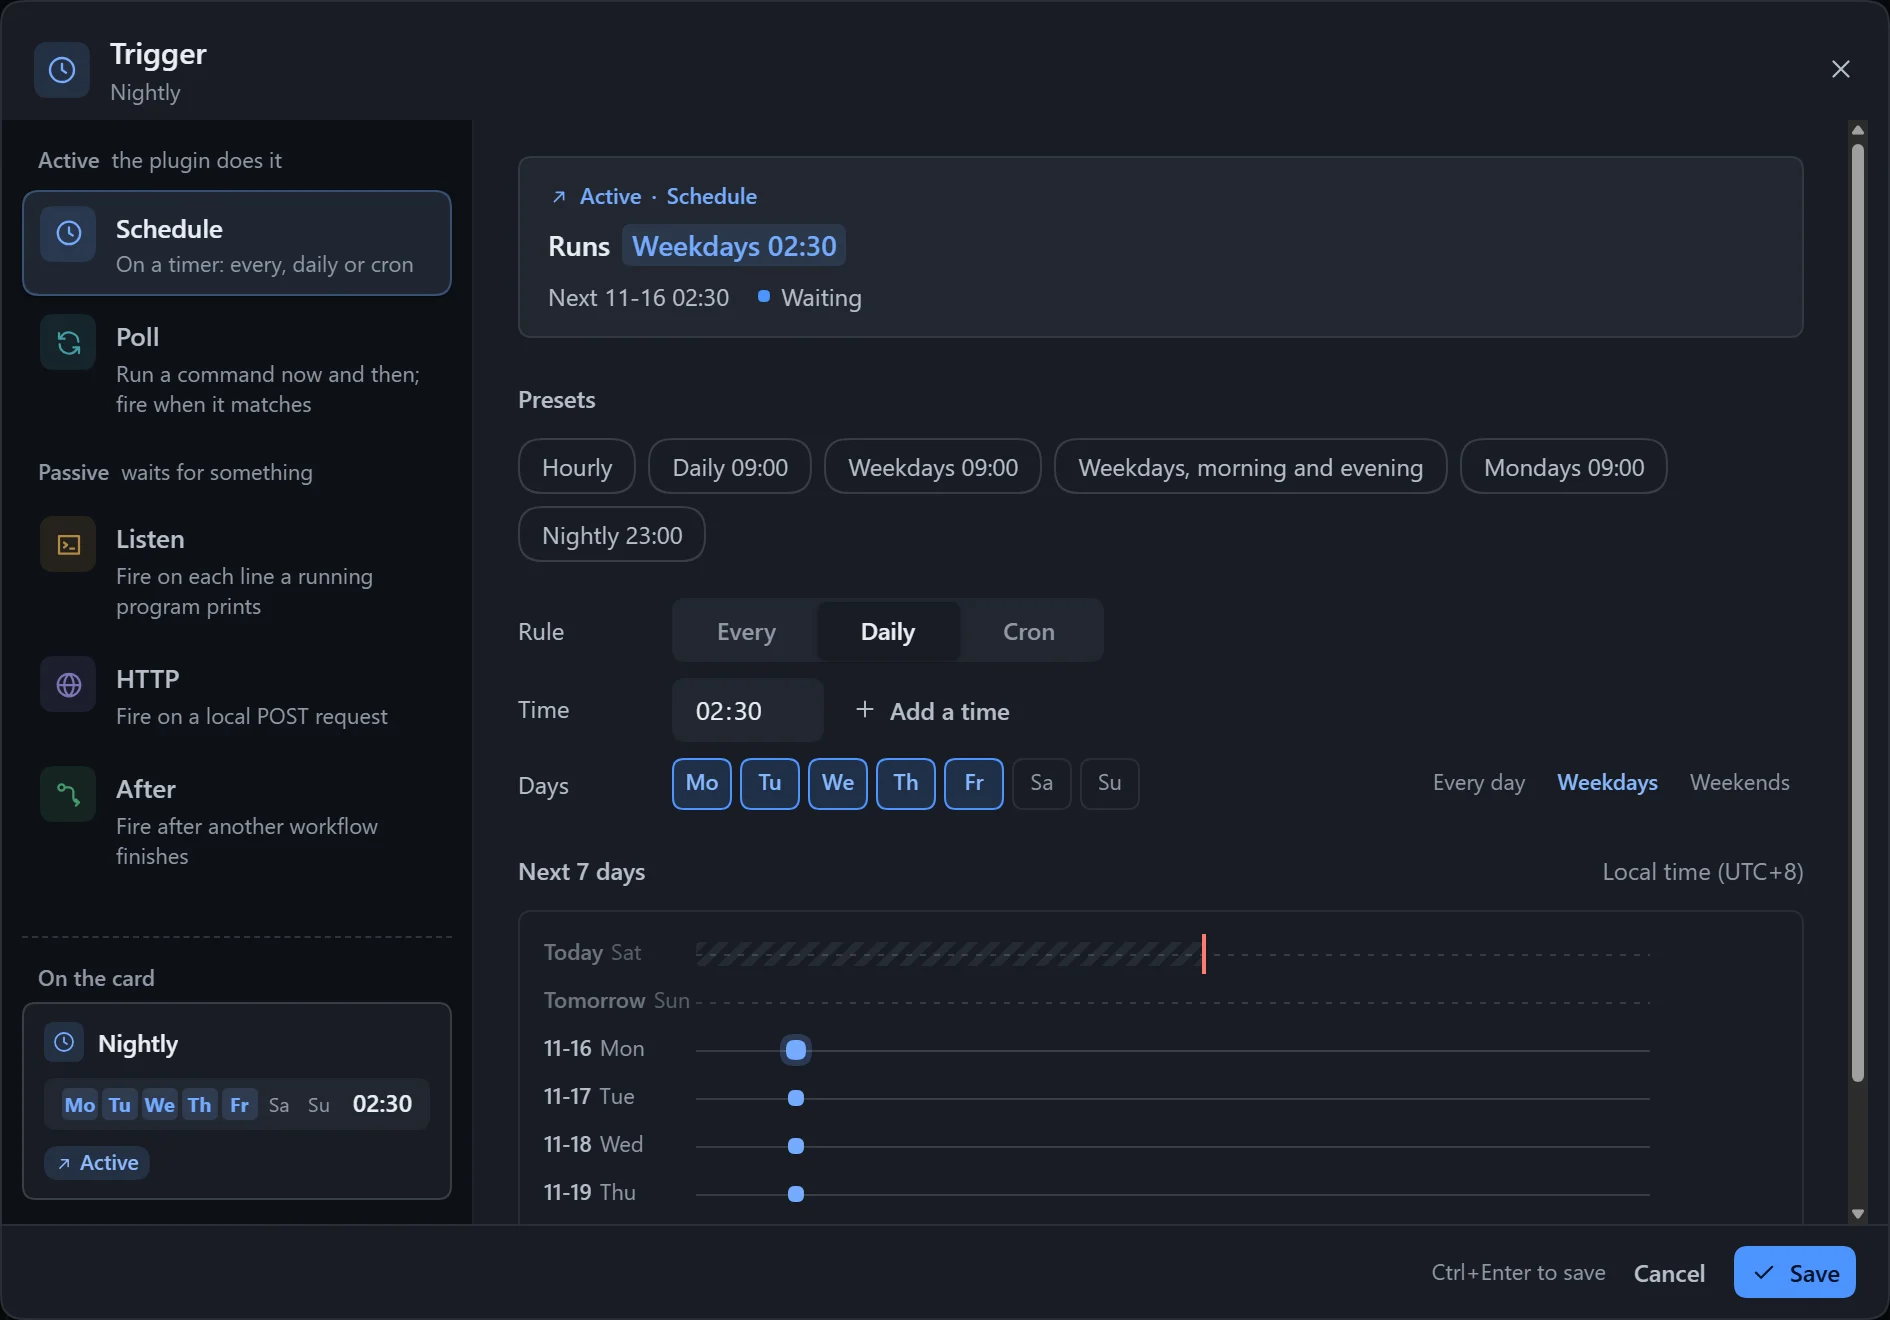 Trigger
Nightly
Active the plugin does it
Schedule
On a timer: every, daily or cron
Poll
Run a command now and then;
fire when it matches
Passive waits for something
Listen
Fire on each line a running
program prints
HTTP
Fire on a local POST request
After
Fire after another workflow
finishes
On the card
Nightly
Mo Tu We Th Fr Sa Su 02:30
Active
Active · Schedule
Runs Weekdays 02:30
Next 11-16 02:30 Waiting
Presets
Hourly Daily 09:00 Weekdays 09:00 Weekdays, morning and evening Mondays 09:00
Nightly 23:00
Rule Every Daily Cron
Time 02:30 + Add a time
Days Mo Tu We Th Fr Sa Su Every day Weekdays Weekends
Next 7 days Local time (UTC+8)
Today Sat
Tomorrow Sun
11-16 Mon
11-17 Tue
11-18 Wed
11-19 Thu
Ctrl+Enter to save Cancel Save